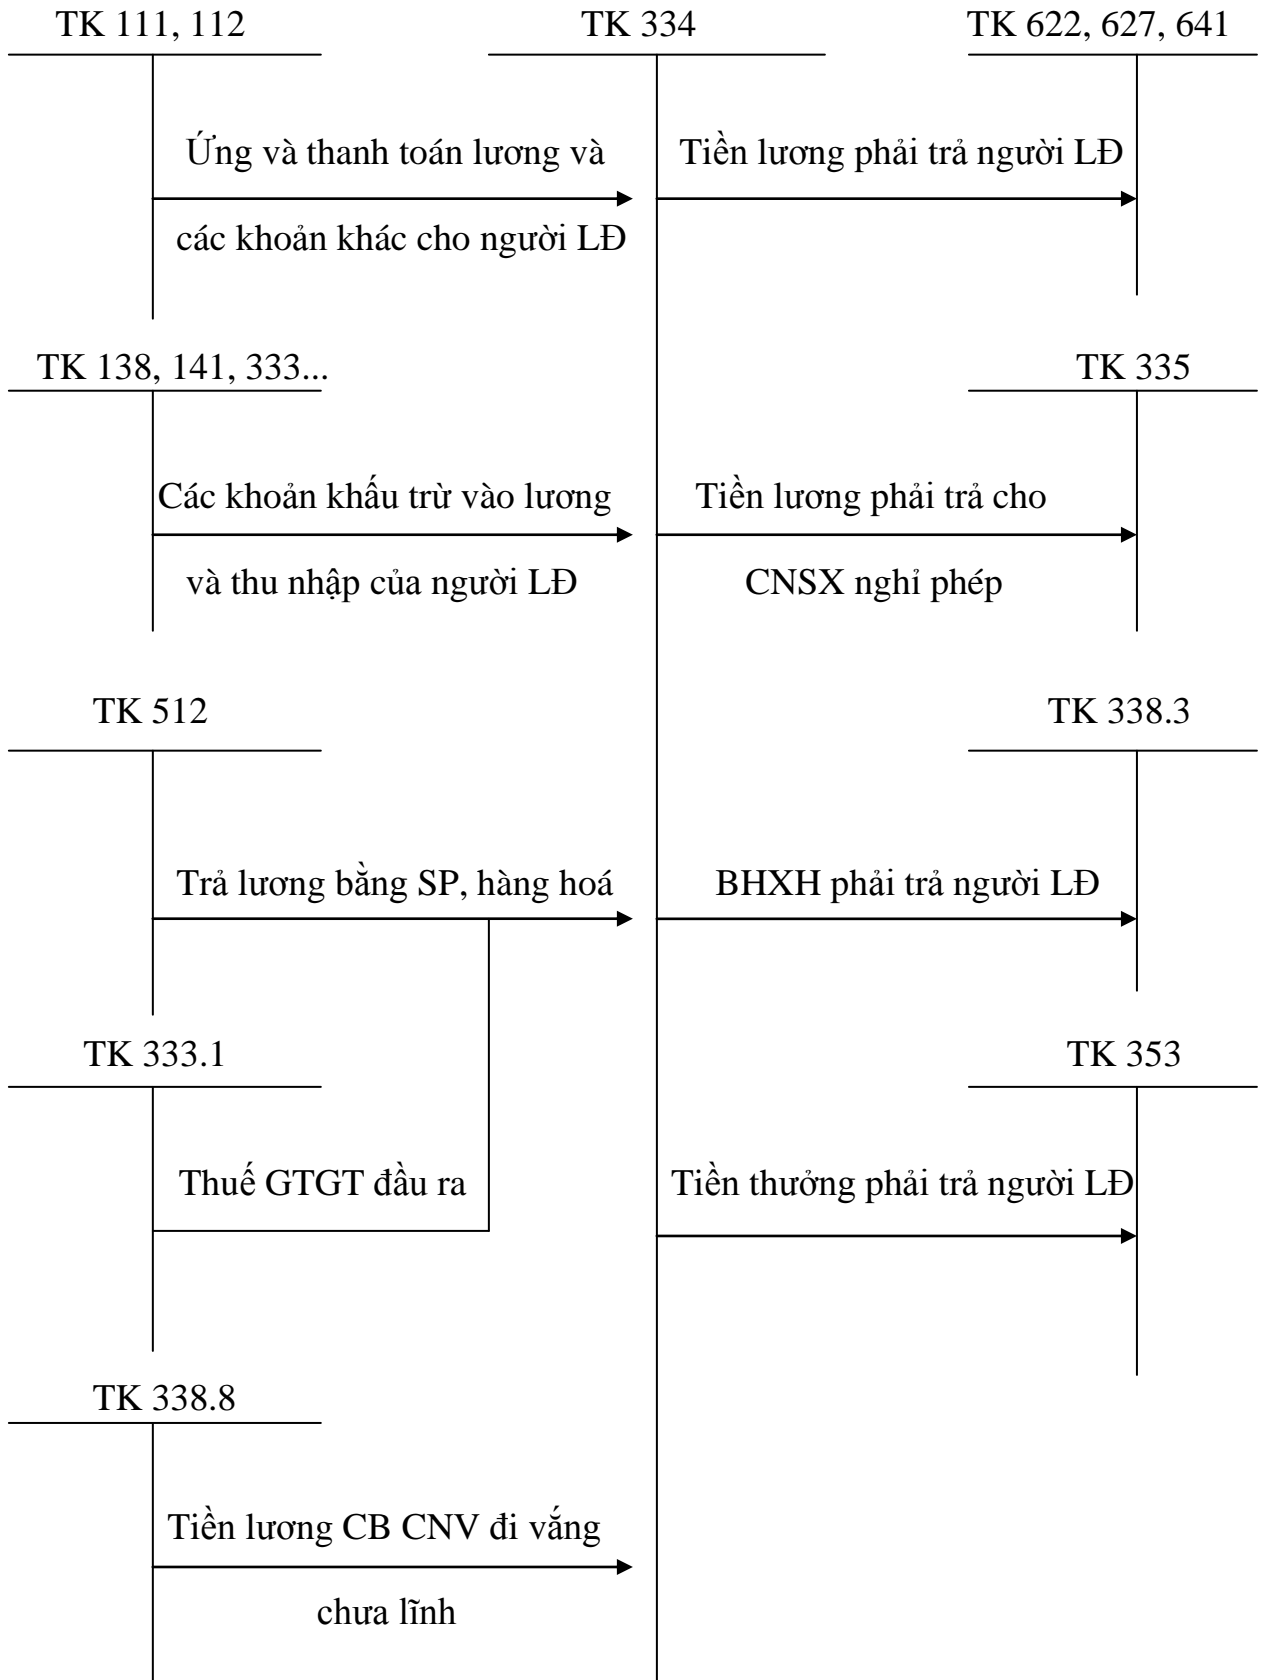 TK 111, 112
TK 334
TK 622, 627, 641
Ứng và thanh toán lương và
các khoản khác cho người LĐ
Tiền lương phải trả người LĐ
TK 138, 141, 333...
TK 335
Các khoản khấu trừ vào lương
và thu nhập của người LĐ
Tiền lương phải trả cho
CNSX nghỉ phép
TK 512
TK 338.3
Trả lương bằng SP, hàng hoá
BHXH phải trả người LĐ
TK 333.1
TK 353
Thuế GTGT đầu ra
Tiền thưởng phải trả người LĐ
TK 338.8
Tiền lương CB CNV đi vắng
chưa lĩnh